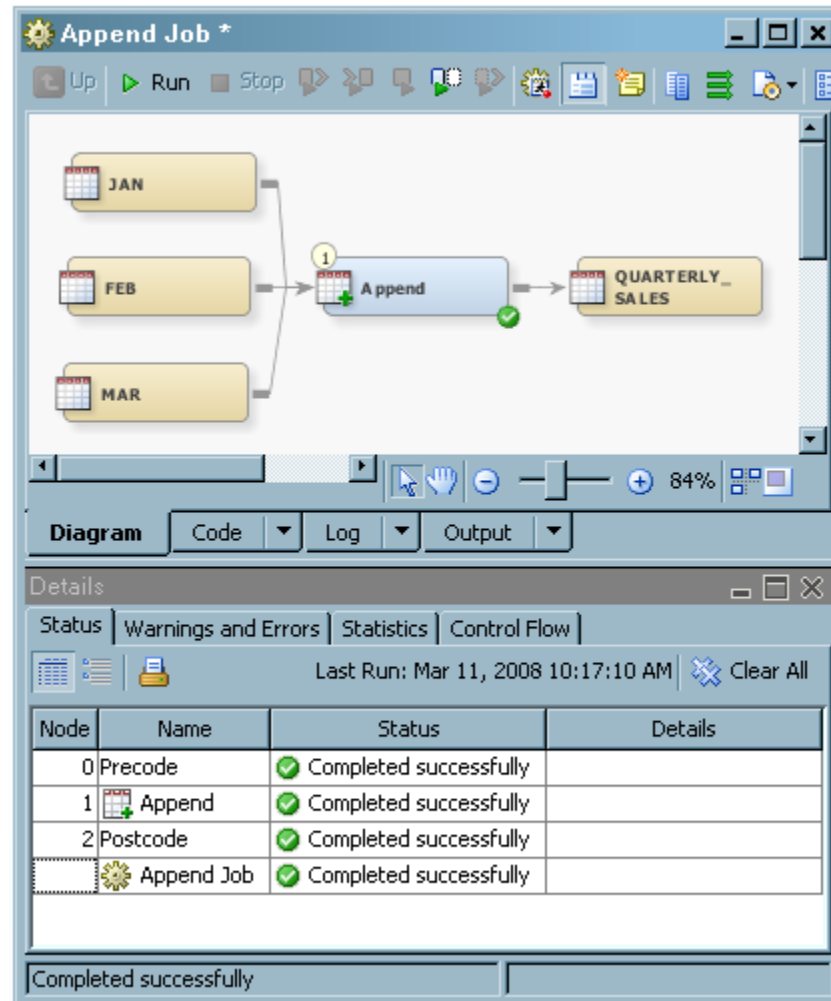 Append Job *
Up Run Stop
JAN
1
FEB
Append
QUARTERLY_
SALES
MAR
84%
Diagram Code Log Output
Details
Status Warnings and Errors Statistics Control Flow
Last Run: Mar 11, 2008 10:17:10 AM Clear All
Node Name Status Details
0 Precode Completed successfully
1 Append Completed successfully
2 Postcode Completed successfully
Append Job Completed successfully
Completed successfully